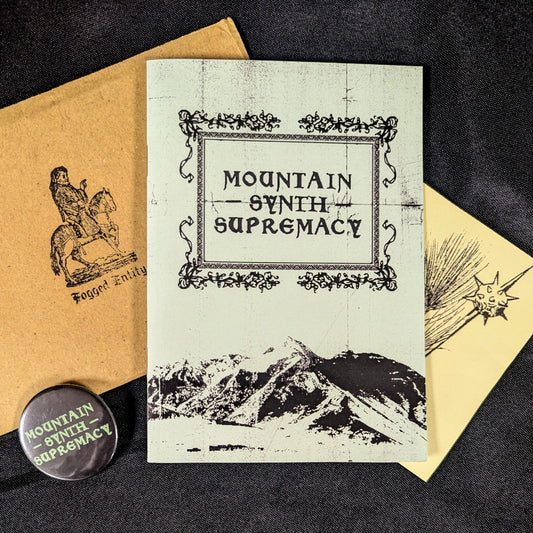 MOUNTAIN
— SYNTH —
SUPREMACY
Fogged Entity
MOUNTAIN
— SYNTH —
SUPREMACY